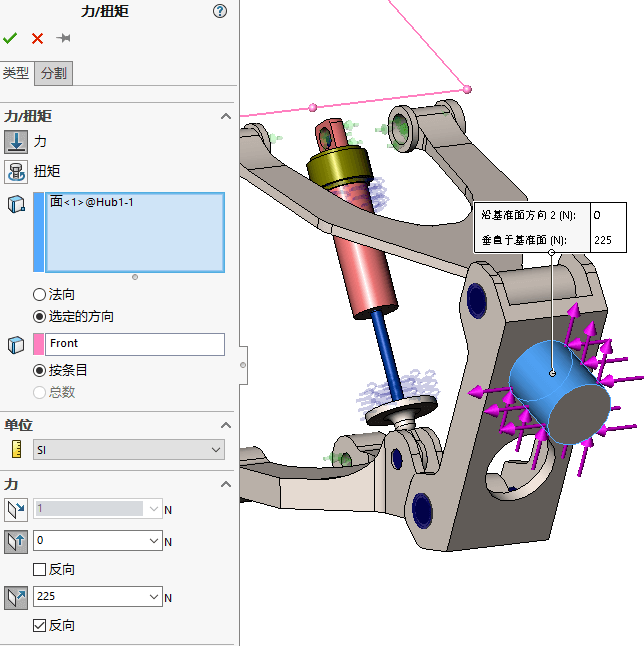 力/扭矩
类型 分割
力/扭矩
力
扭矩
面<1>@Hub1-1
法向
选定的方向
Front
按条目
总数
单位
SI
力
1 N
0 N
反向
225 N
反向
沿基准面方向 2 (N): 0
垂直于基准面 (N): 225